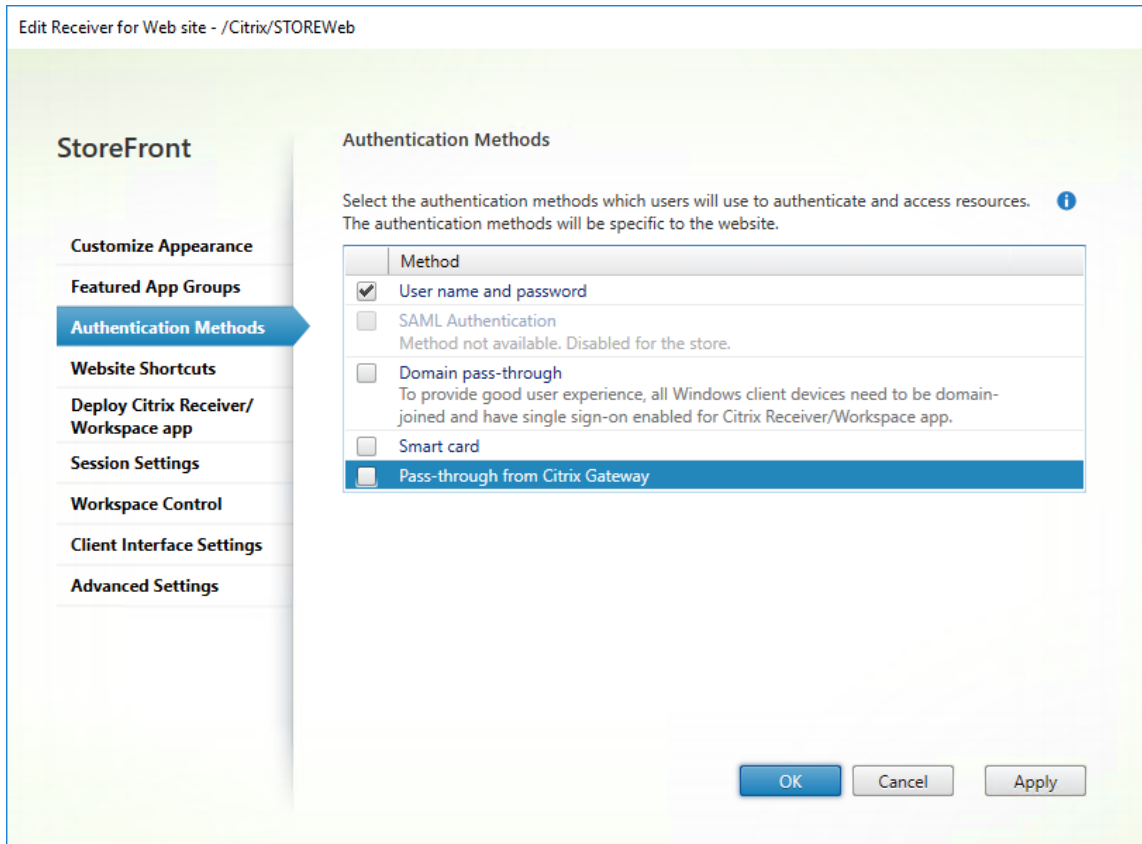 Edit Receiver for Web site - /Citrix/STOREWeb
StoreFront
Customize Appearance
Featured App Groups
Authentication Methods
Website Shortcuts
Deploy Citrix Receiver/
Workspace app
Session Settings
Workspace Control
Client Interface Settings
Advanced Settings
Authentication Methods
Select the authentication methods which users will use to authenticate and access resources.
The authentication methods will be specific to the website.
Method
User name and password
SAML Authentication
Method not available. Disabled for the store.
Domain pass-through
To provide good user experience, all Windows client devices need to be domain-
joined and have single sign-on enabled for Citrix Receiver/Workspace app.
Smart card
Pass-through from Citrix Gateway
OK
Cancel
Apply